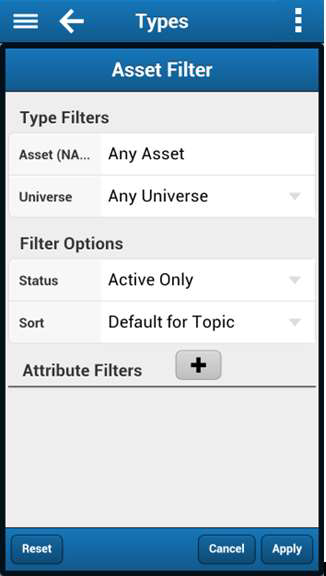 Types
Asset Filter
Type Filters
Asset (NA... Any Asset
Universe Any Universe
Filter Options
Status Active Only
Sort Default for Topic
Attribute Filters +
Reset Cancel Apply